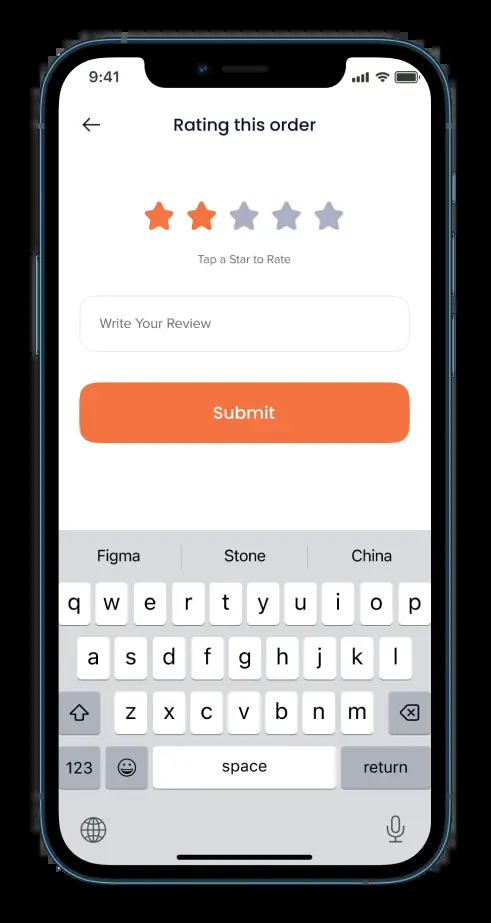 9:41
Rating this order
Tap a Star to Rate
Write Your Review
Submit
Figma Stone China
q w e r t y u i o p
a s d f g h j k l
z x c v b n m
123 space return